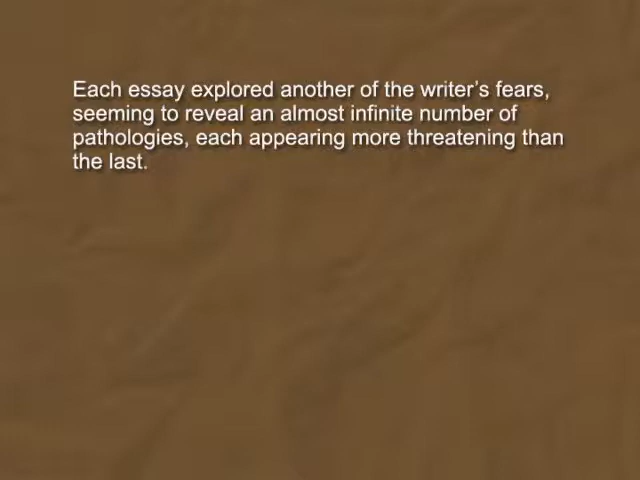 Each essay explored another of the writer’s fears,
seeming to reveal an almost infinite number of
pathologies, each appearing more threatening than
the last.